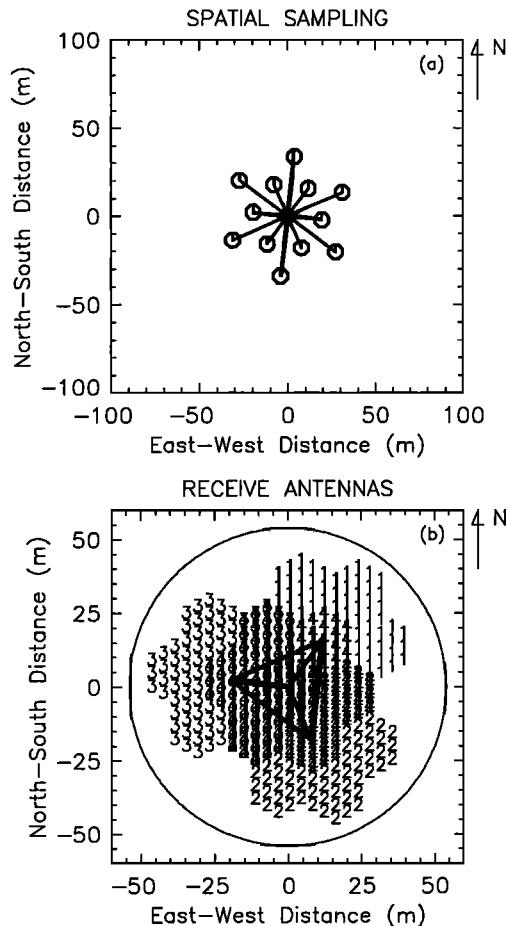 SPATIAL SAMPLING
(a)
N
100
50
0
-50
-100
North-South Distance (m)
-100 -50 0 50 100
East-West Distance (m)
RECEIVE ANTENNAS
(b)
N
50
25
0
-25
-50
North-South Distance (m)
-50 -25 0 25 50
East-West Distance (m)